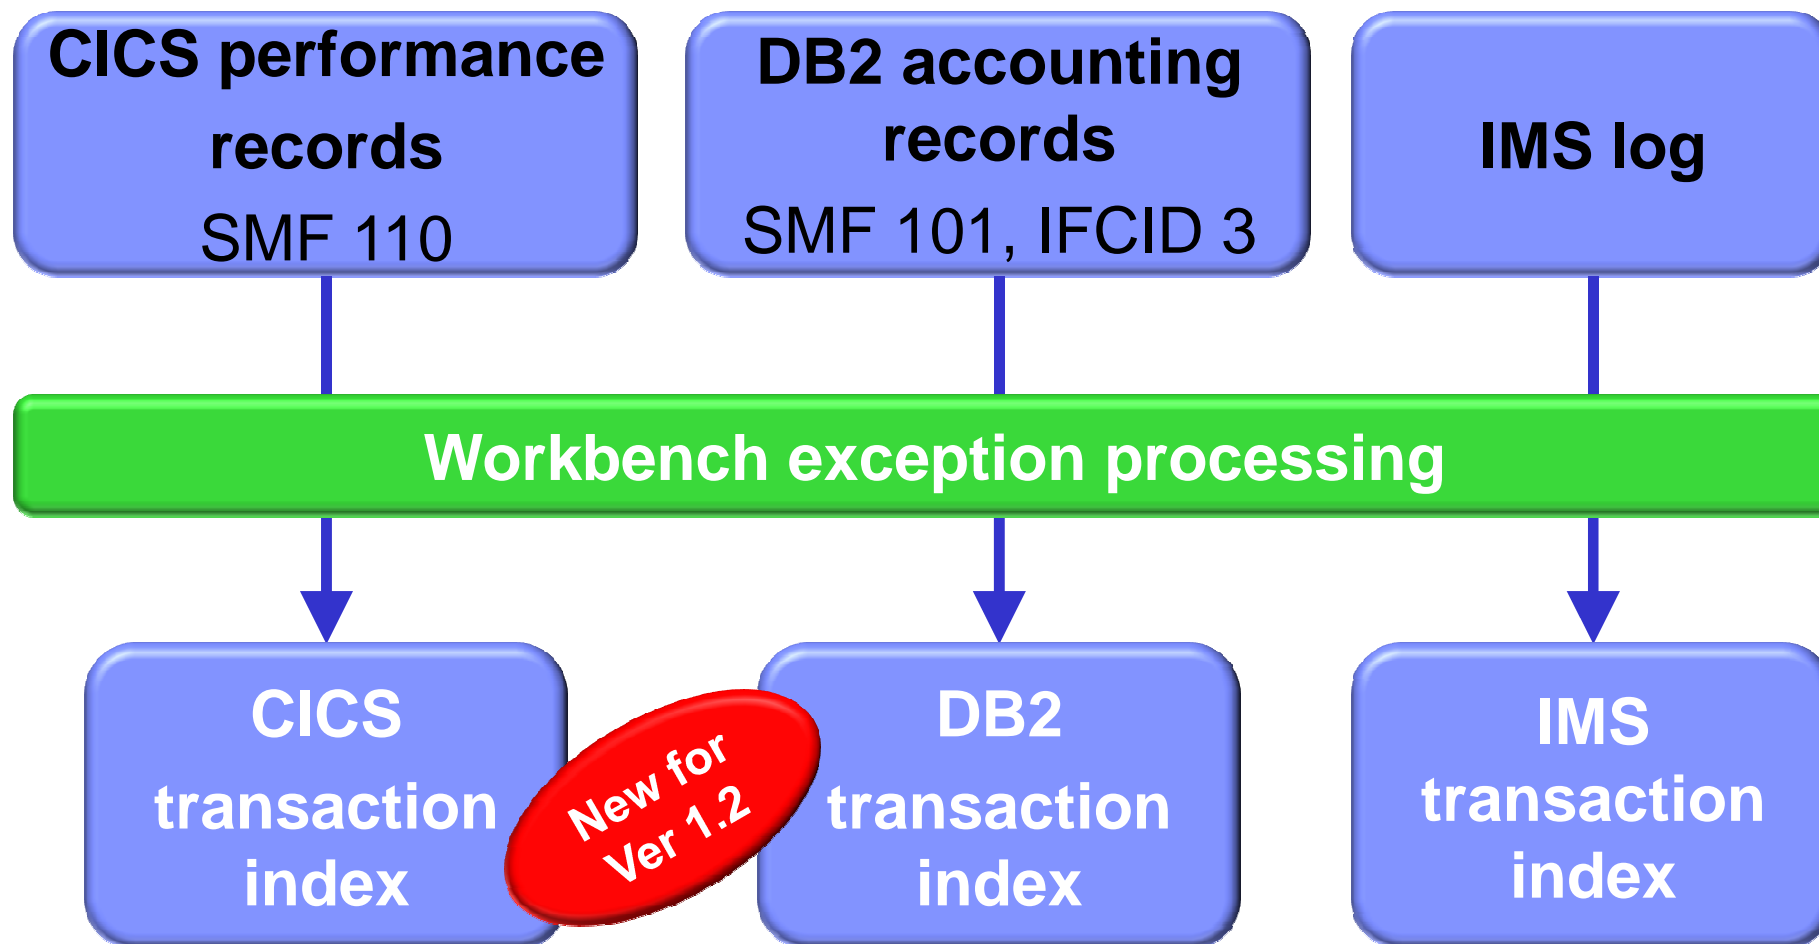 CICS performance
records
SMF 110
DB2 accounting
records
SMF 101, IFCID 3
IMS log
Workbench exception processing
CICS
transaction
index
New for
Ver 1.2
DB2
transaction
index
IMS
transaction
index